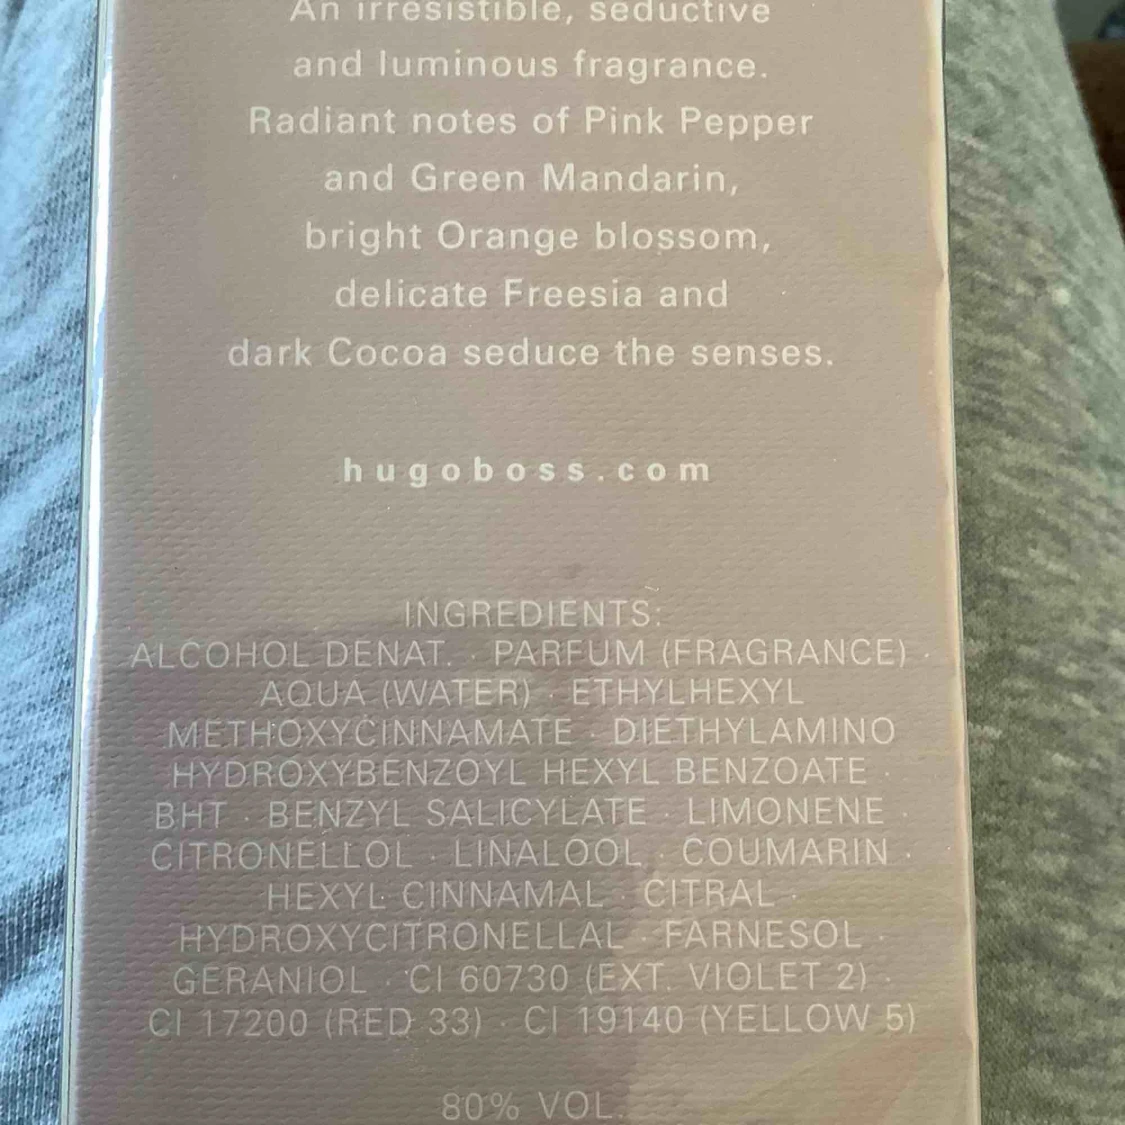 An irresistible, seductive
and luminous fragrance.
Radiant notes of Pink Pepper
and Green Mandarin,
bright Orange blossom,
delicate Freesia and
dark Cocoa seduce the senses.
hugoboss.com
INGREDIENTS:
ALCOHOL DENAT. · PARFUM (FRAGRANCE) ·
AQUA (WATER) · ETHYLHEXYL
METHOXYCINNAMATE · DIETHYLAMINO
HYDROXYBENZOYL HEXYL BENZOATE ·
BHT · BENZYL SALICYLATE · LIMONENE ·
CITRONELLOL · LINALOOL · COUMARIN ·
HEXYL CINNAMAL · CITRAL ·
HYDROXYCITRONELLAL · FARNESOL ·
GERANIOL · CI 60730 (EXT. VIOLET 2) ·
CI 17200 (RED 33) · CI 19140 (YELLOW 5)
80% VOL.